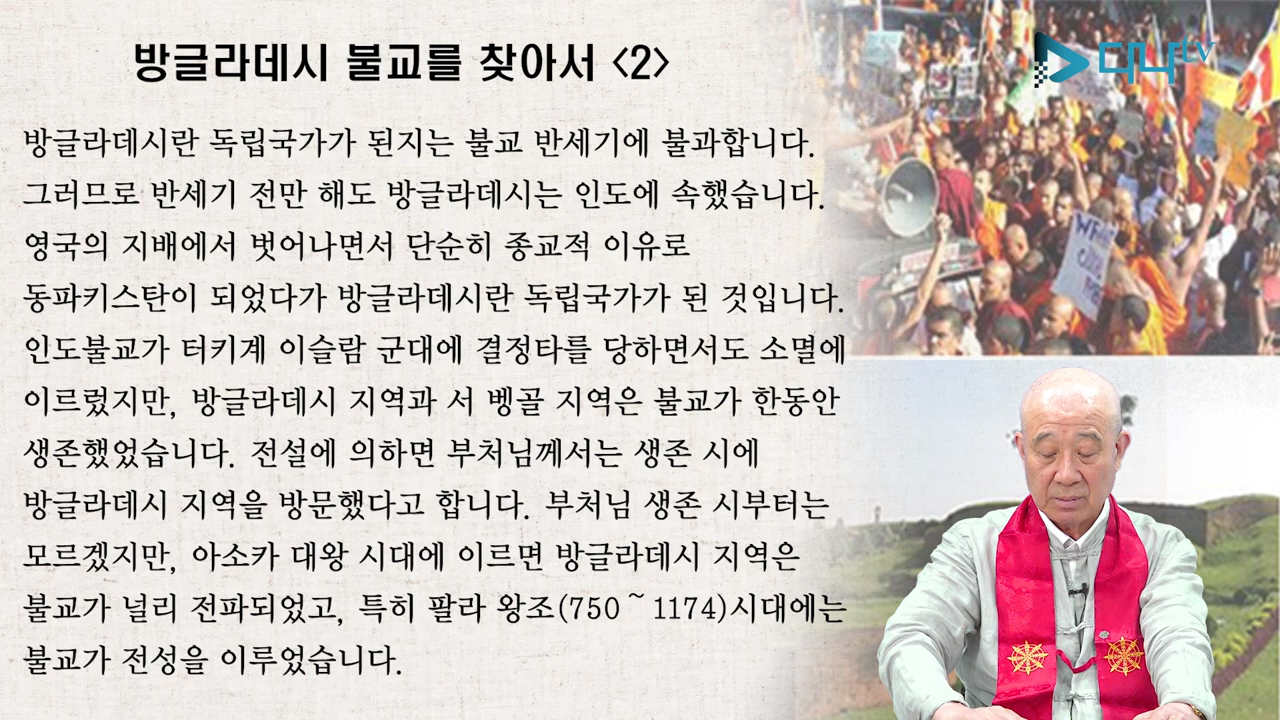 방글라데시 불교를 찾아서 <2>
디나tv
방글라데시란 독립국가가 된지는 불교 반세기에 불과합니다.
그러므로 반세기 전만 해도 방글라데시는 인도에 속했습니다.
영국의 지배에서 벗어나면서 단순히 종교적 이유로
동파키스탄이 되었다가 방글라데시란 독립국가가 된 것입니다.
인도불교가 터키계 이슬람 군대에 결정타를 당하면서도 소멸에
이르렀지만, 방글라데시 지역과 서 벵골 지역은 불교가 한동안
생존했었습니다. 전설에 의하면 부처님께서는 생존 시에
방글라데시 지역을 방문했다고 합니다. 부처님 생존 시부터는
모르겠지만, 아소카 대왕 시대에 이르면 방글라데시 지역은
불교가 널리 전파되었고, 특히 팔라 왕조(750~1174)시대에는
불교가 전성을 이루었습니다.